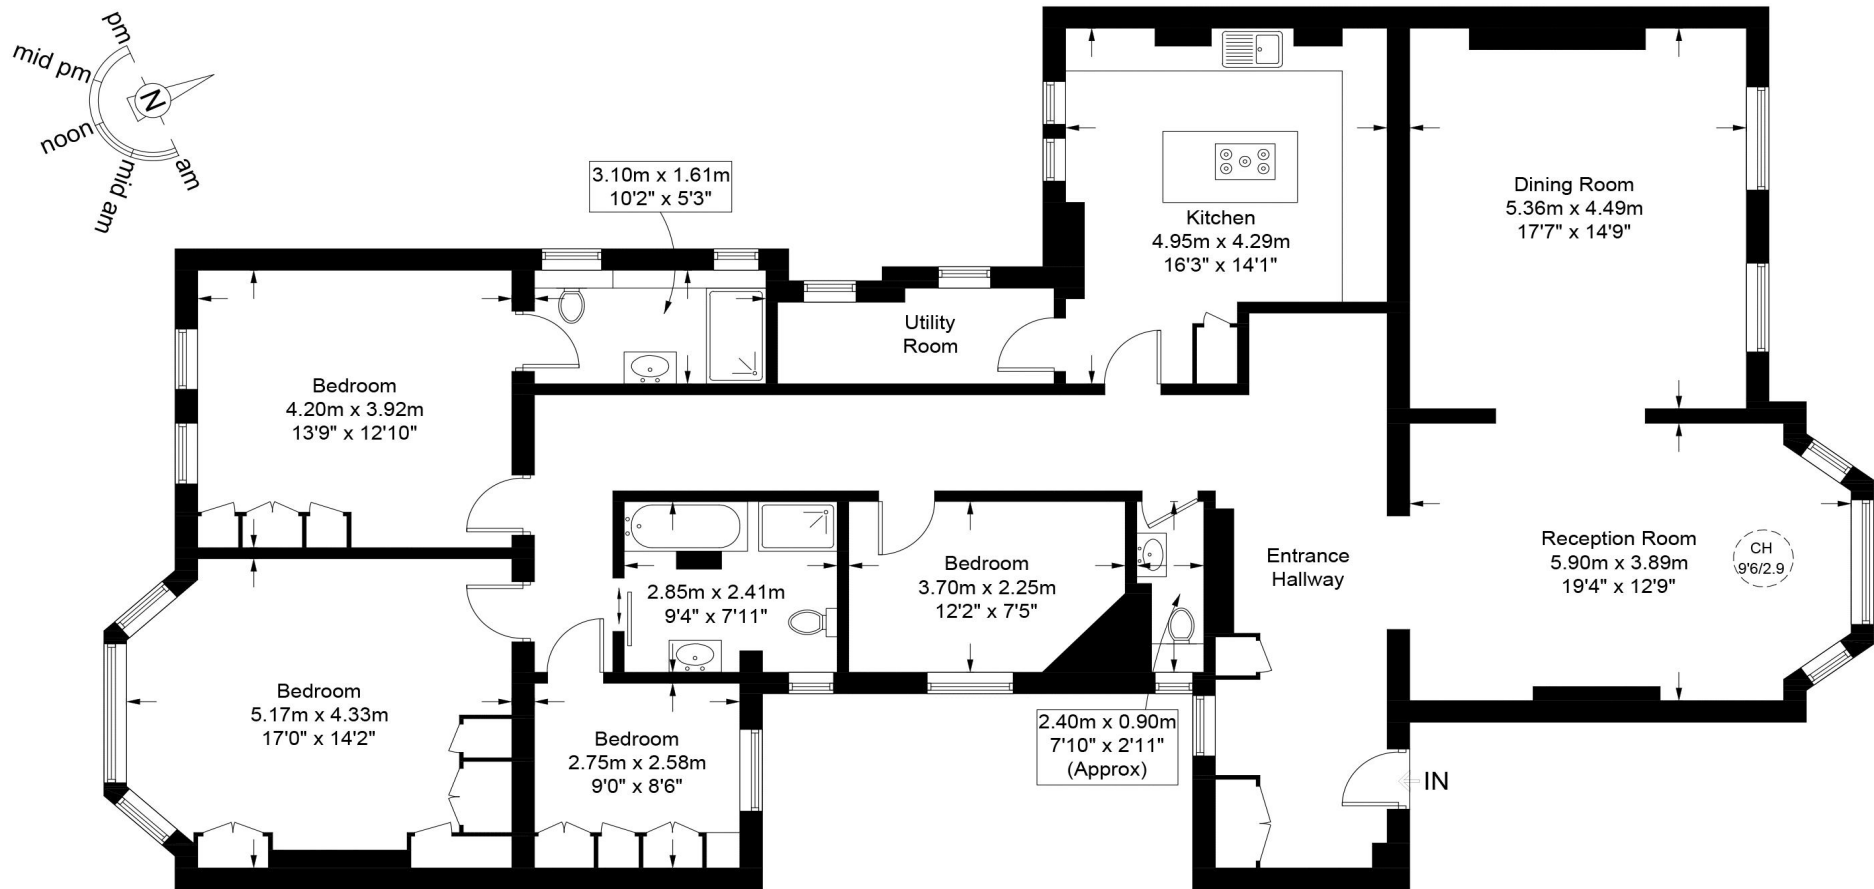 pm
mid pm
noon
mid am
am
N
3.10m x 1.61m
10'2" x 5'3"
Kitchen
4.95m x 4.29m
16'3" x 14'1"
Dining Room
5.36m x 4.49m
17'7" x 14'9"
Utility
Room
Bedroom
4.20m x 3.92m
13'9" x 12'10"
2.85m x 2.41m
9'4" x 7'11"
Bedroom
3.70m x 2.25m
12'2" x 7'5"
Entrance
Hallway
Reception Room
5.90m x 3.89m
19'4" x 12'9"
CH
9'6/2.9
Bedroom
5.17m x 4.33m
17'0" x 14'2"
Bedroom
2.75m x 2.58m
9'0" x 8'6"
2.40m x 0.90m
7'10" x 2'11"
(Approx)
IN